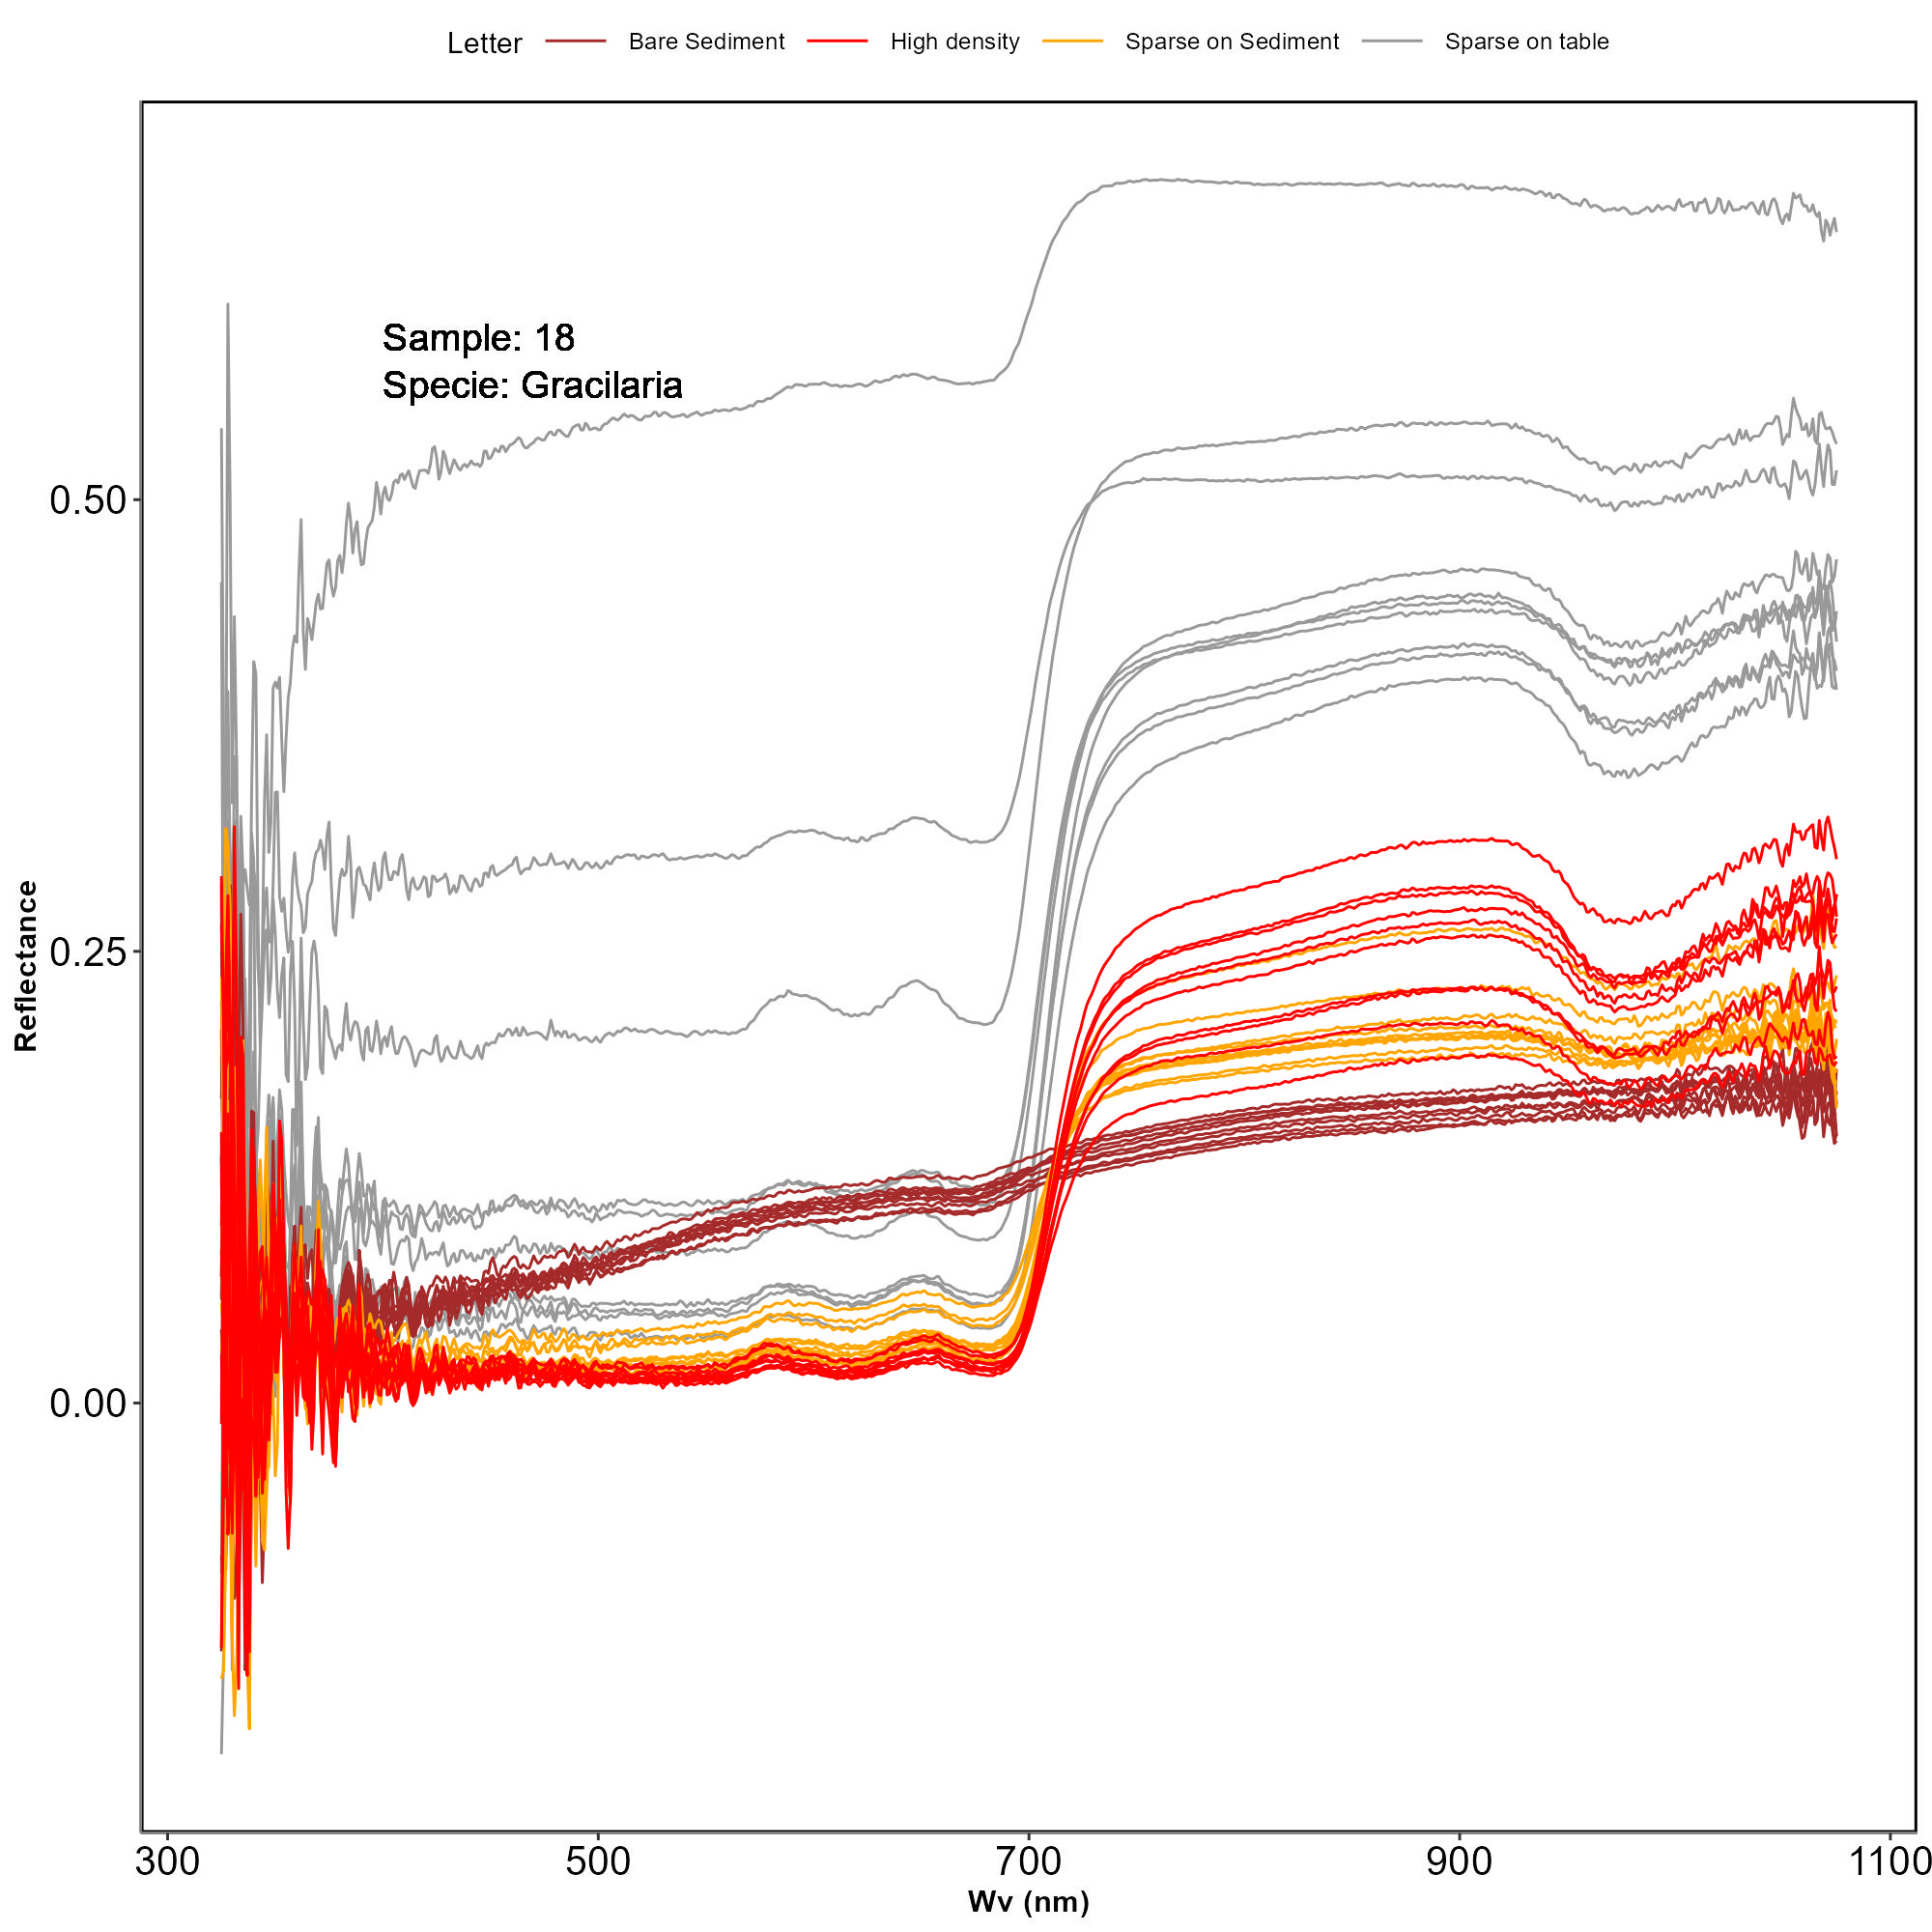 Letter Bare Sediment High density Sparse on Sediment Sparse on table
Sample: 18
Specie: Gracilaria
0.50
0.25
0.00
Reflectance
300 500 700 900 1100
Wv (nm)